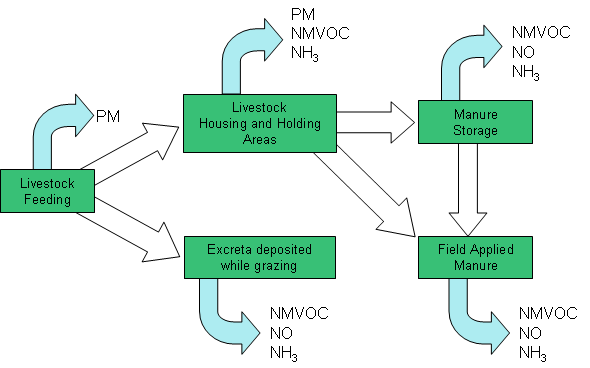 PM
NMVOC
NH3
NMVOC
NO
NH3
PM
Livestock
Housing and Holding
Areas
Manure
Storage
Livestock
Feeding
Excreta deposited
while grazing
Field Applied
Manure
NMVOC
NO
NH3
NMVOC
NO
NH3